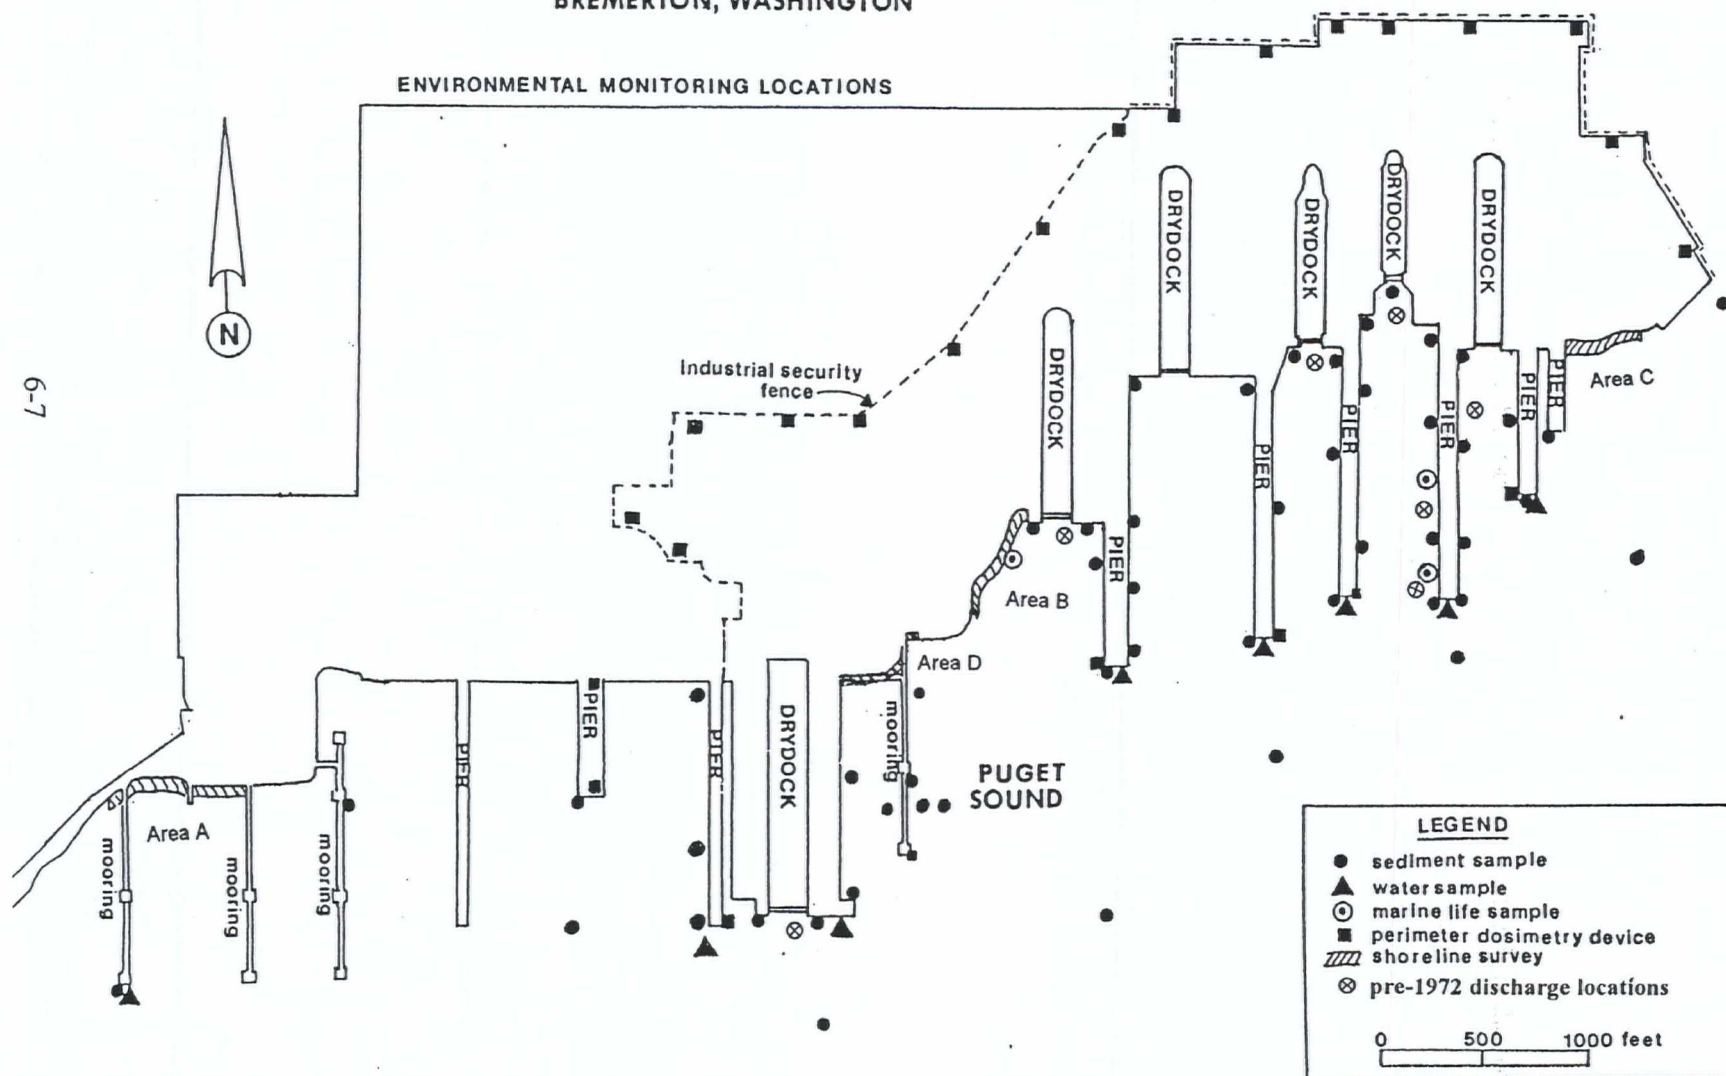 BREMERTON, WASHINGTON
ENVIRONMENTAL MONITORING LOCATIONS
N
6-7
Industrial security
fence
DRYDOCK
DRYDOCK
DRYDOCK
DRYDOCK
DRYDOCK
DRYDOCK
PIER
PIER
PIER
PIER
PIER
PIER
PIER
PIER
PIER
Area C
Area B
Area D
Area A
mooring
mooring
mooring
mooring
PUGET
SOUND
LEGEND
sediment sample
water sample
marine life sample
perimeter dosimetry device
shoreline survey
pre-1972 discharge locations
0 500 1000 feet